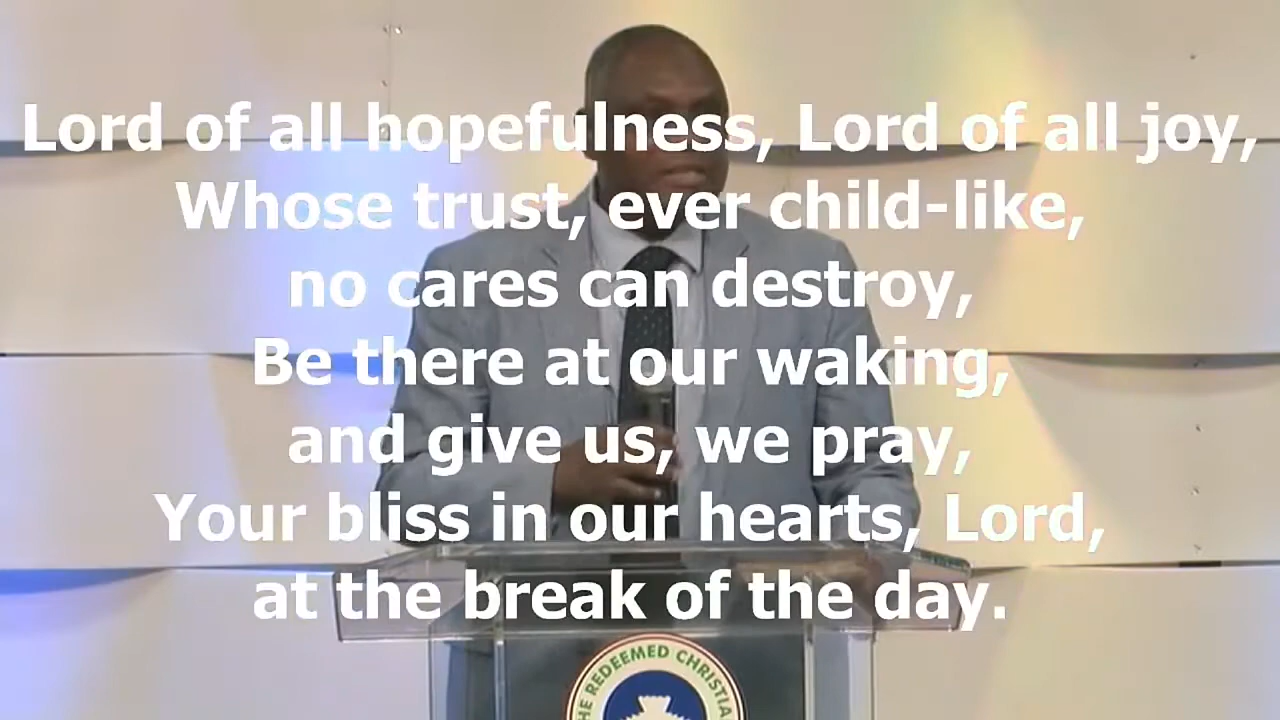 Lord of all hopefulness, Lord of all joy,
Whose trust, ever child-like,
no cares can destroy,
Be there at our waking,
and give us, we pray,
Your bliss in our hearts, Lord,
at the break of the day.
THE REDEEMED CHRISTIA